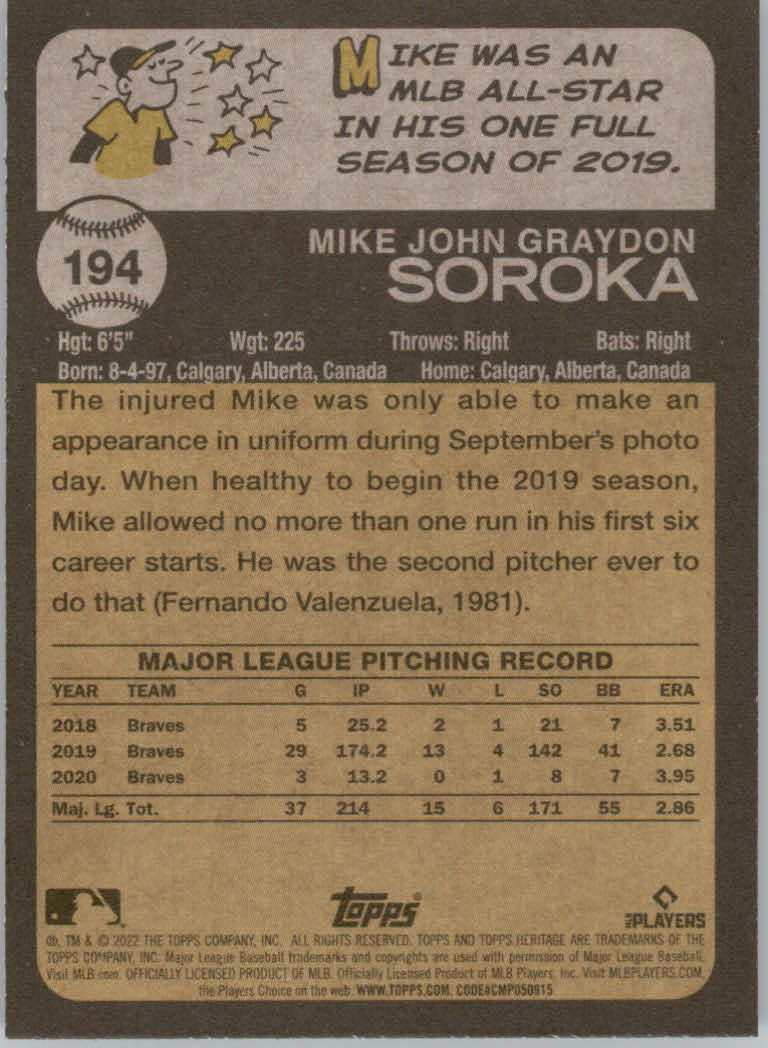 MIKE WAS AN
MLB ALL-STAR
IN HIS ONE FULL
SEASON OF 2019.
194
MIKE JOHN GRAYDON
SOROKA
Hgt: 6'5" Wgt: 225 Throws: Right Bats: Right
Born: 8-4-97, Calgary, Alberta, Canada Home: Calgary, Alberta, Canada
The injured Mike was only able to make an
appearance in uniform during September's photo
day. When healthy to begin the 2019 season,
Mike allowed no more than one run in his first six
career starts. He was the second pitcher ever to
do that (Fernando Valenzuela, 1981).
MAJOR LEAGUE PITCHING RECORD
YEAR TEAM G IP W L SO BB ERA
2018 Braves 5 25.2 2 1 21 7 3.51
2019 Braves 29 174.2 13 4 142 41 2.68
2020 Braves 3 13.2 0 1 8 7 3.95
Maj. Lg. Tot. 37 214 15 6 171 55 2.86
Topps
MLB PLAYERS
®, TM & © 2022 THE TOPPS COMPANY, INC. ALL RIGHTS RESERVED. TOPPS AND TOPPS HERITAGE ARE TRADEMARKS OF THE
TOPPS COMPANY, INC. Major League Baseball trademarks and copyrights are used with permission of Major League Baseball.
Visit MLB.com. OFFICIALLY LICENSED PRODUCT OF MLB. Officially Licensed Product of MLB Players, Inc. Visit MLBPLAYERS.COM,
the Players Choice on the web. WWW.TOPPS.COM. CODE#CMP050915